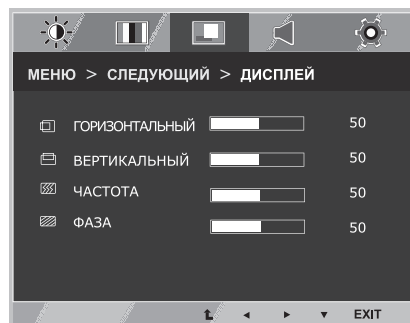 МЕНЮ > СЛЕДУЮЩИЙ > ДИСПЛЕЙ
ГОРИЗОНТАЛЬНЫЙ 50
ВЕРТИКАЛЬНЫЙ 50
ЧАСТОТА 50
ФАЗА 50
EXIT